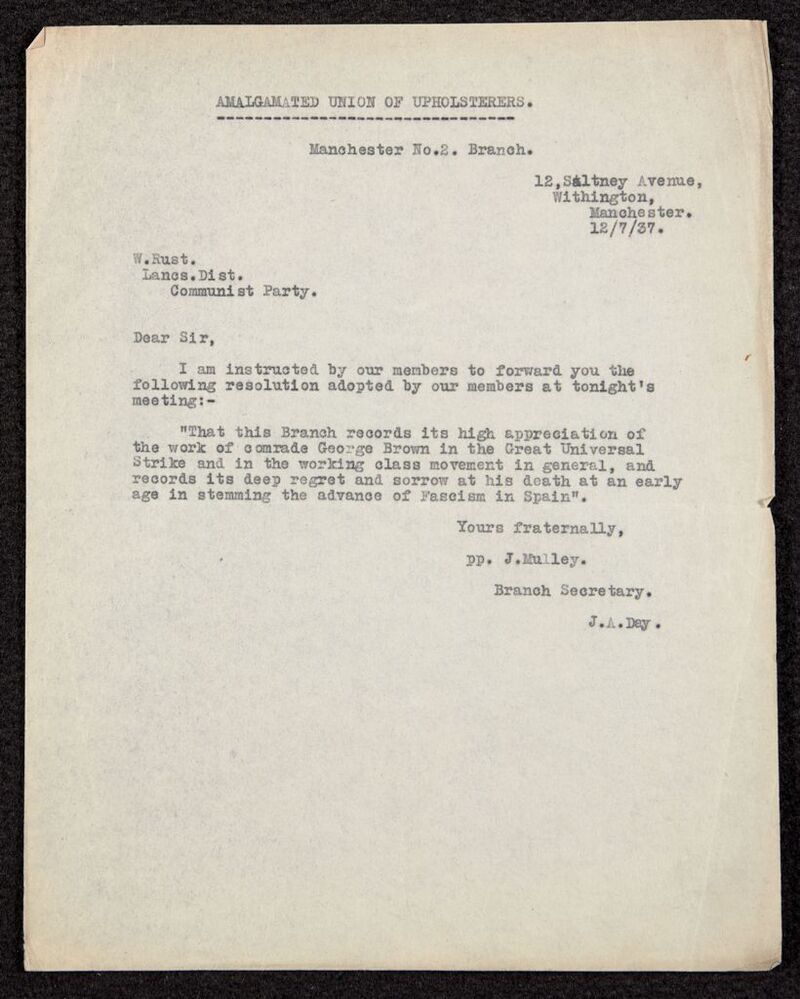 AMALGAMATED UNION OF UPHOLSTERERS.
Manchester No.2. Branch.
12,Saltney Avenue,
Withington,
Manchester.
12/7/37.
W.Rust.
Lancs.Dist.
Communist Party.
Dear Sir,
I am instructed by our members to forward you the
following resolution adopted by our members at tonight's
meeting:-
"That this Branch records its high appreciation of
the work of comrade George Brown in the Great Universal
Strike and in the working class movement in general, and
records its deep regret and sorrow at his death at an early
age in stemming the advance of Fascism in Spain".
Yours fraternally,
pp. J.Mulley.
Branch Secretary.
J.A.Day.